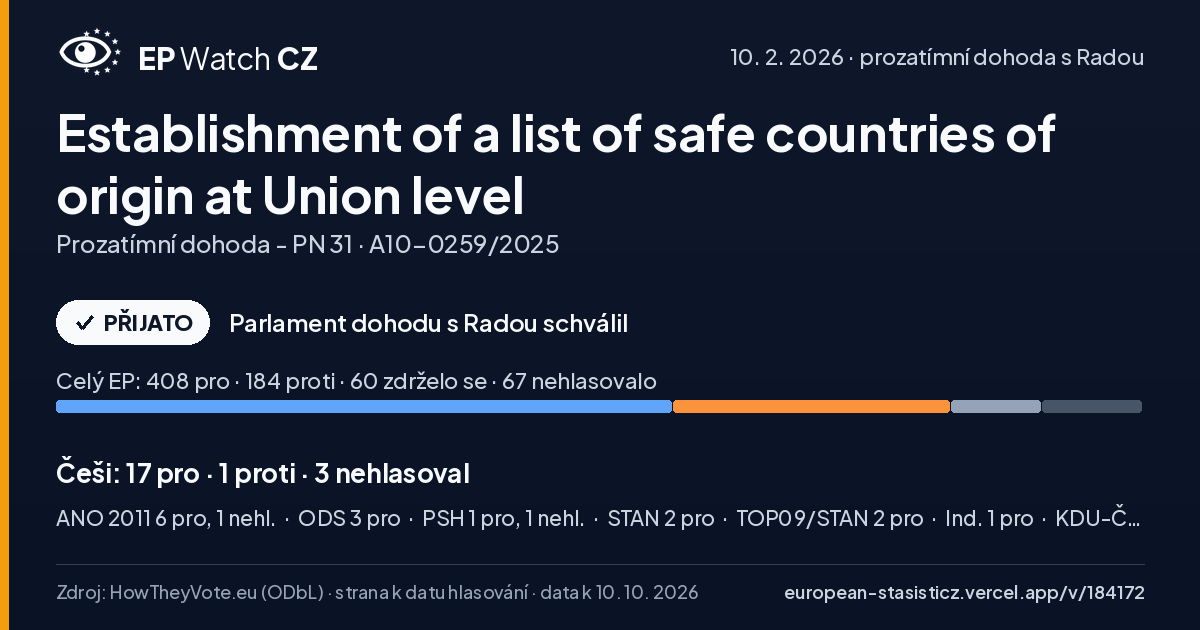 EP Watch CZ
10. 2. 2026 · prozatímní dohoda s Radou
Establishment of a list of safe countries of
origin at Union level
Prozatímní dohoda – PN 31 · A10–0259/2025
✓ PŘIJATO
Parlament dohodu s Radou schválil
Celý EP: 408 pro · 184 proti · 60 zdrželo se · 67 nehlasovalo
Češi: 17 pro · 1 proti · 3 nehlasoval
ANO 2011 6 pro, 1 nehl. · ODS 3 pro · PSH 1 pro, 1 nehl. · STAN 2 pro · TOP09/STAN 2 pro · Ind. 1 pro · KDU-Č…
Zdroj: HowTheyVote.eu (ODbL) · strana k datu hlasování · data k 10. 10. 2026
european-stasisticz.vercel.app/v/184172